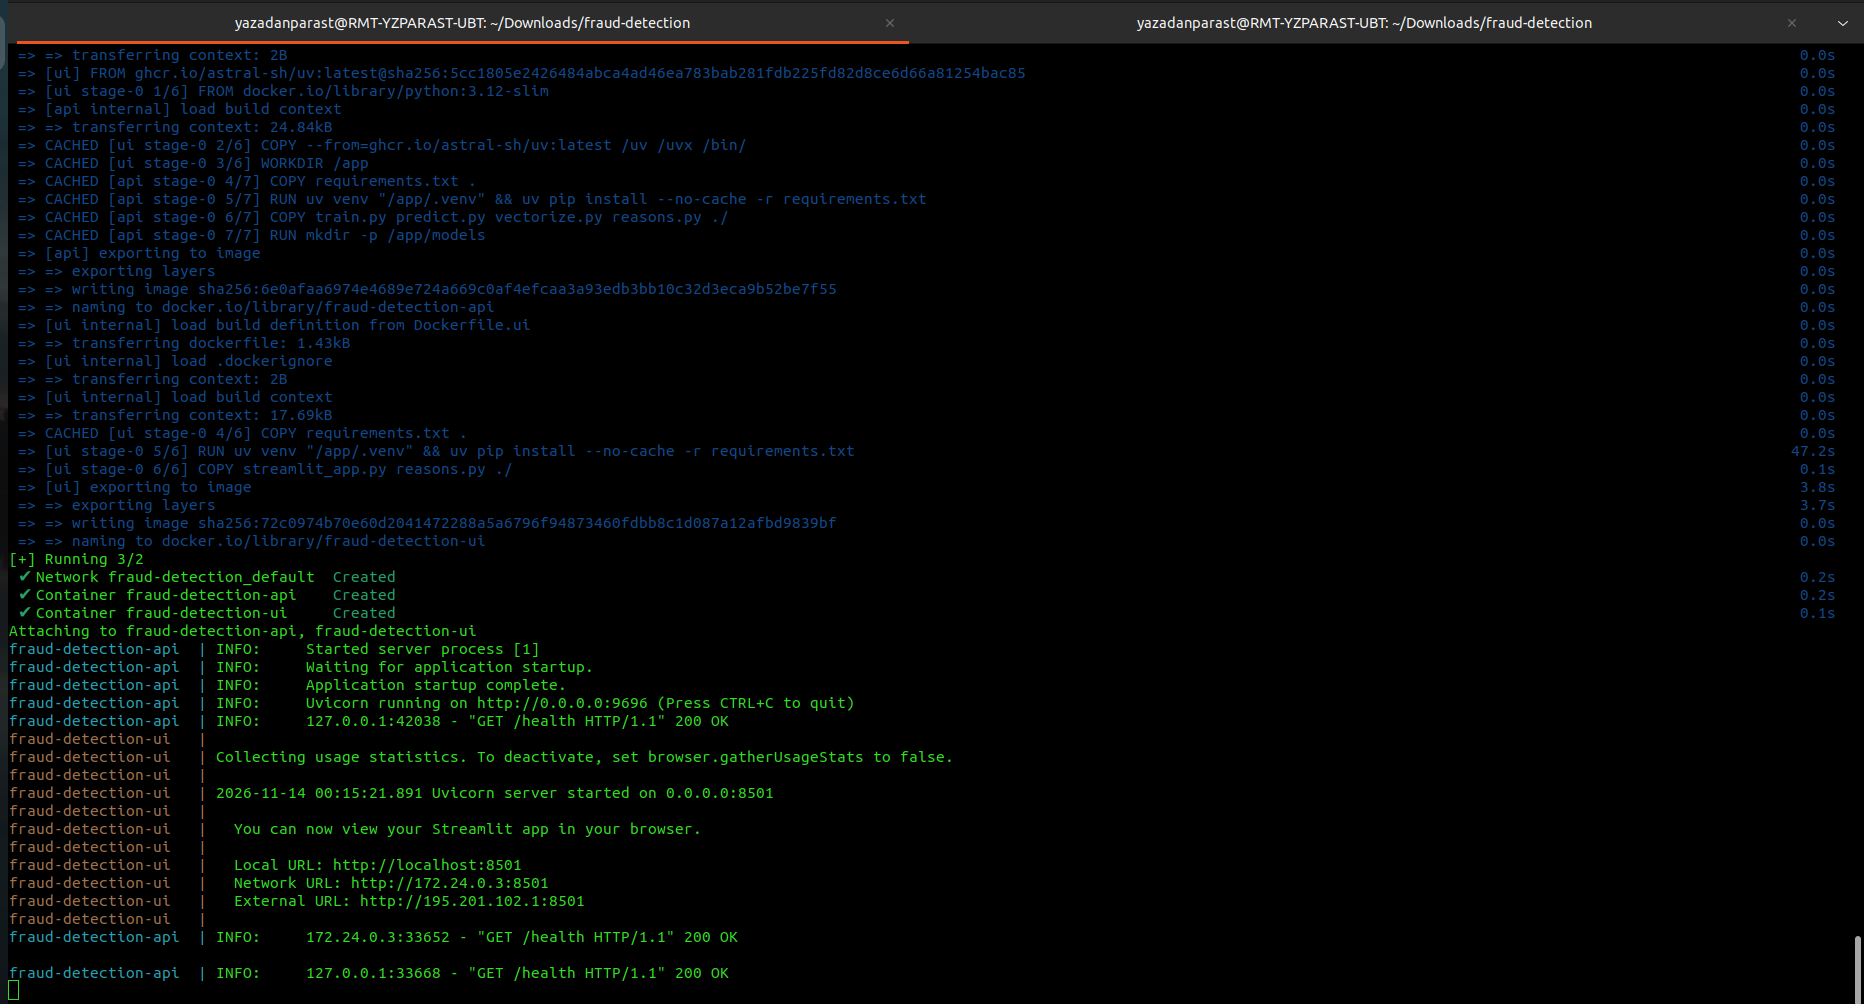 yazadanparast@RMT-YZPARAST-UBT: ~/Downloads/fraud-detection × yazadanparast@RMT-YZPARAST-UBT: ~/Downloads/fraud-detection ×
=> => transferring context: 2B 0.0s
=> [ui] FROM ghcr.io/astral-sh/uv:latest@sha256:5cc1805e2426484abca4ad46ea783bab281fdb225fd82d8ce6d66a81254bac85 0.0s
=> [ui stage-0 1/6] FROM docker.io/library/python:3.12-slim 0.0s
=> [api internal] load build context 0.0s
=> => transferring context: 24.84kB 0.0s
=> CACHED [ui stage-0 2/6] COPY --from=ghcr.io/astral-sh/uv:latest /uv /uvx /bin/ 0.0s
=> CACHED [ui stage-0 3/6] WORKDIR /app 0.0s
=> CACHED [api stage-0 4/7] COPY requirements.txt . 0.0s
=> CACHED [api stage-0 5/7] RUN uv venv "/app/.venv" && uv pip install --no-cache -r requirements.txt 0.0s
=> CACHED [api stage-0 6/7] COPY train.py predict.py vectorize.py reasons.py ./ 0.0s
=> CACHED [api stage-0 7/7] RUN mkdir -p /app/models 0.0s
=> [api] exporting to image 0.0s
=> => exporting layers 0.0s
=> => writing image sha256:6e0afaa6974e4689e724a669c0af4efcaa3a93edb3bb10c32d3eca9b52be7f55 0.0s
=> => naming to docker.io/library/fraud-detection-api 0.0s
=> [ui internal] load build definition from Dockerfile.ui 0.0s
=> => transferring dockerfile: 1.43kB 0.0s
=> [ui internal] load .dockerignore 0.0s
=> => transferring context: 2B 0.0s
=> [ui internal] load build context 0.0s
=> => transferring context: 17.69kB 0.0s
=> CACHED [ui stage-0 4/6] COPY requirements.txt . 0.0s
=> [ui stage-0 5/6] RUN uv venv "/app/.venv" && uv pip install --no-cache -r requirements.txt 47.2s
=> [ui stage-0 6/6] COPY streamlit_app.py reasons.py ./ 0.1s
=> [ui] exporting to image 3.8s
=> => exporting layers 3.7s
=> => writing image sha256:72c0974b70e60d2041472288a5a6796f94873460fdbb8c1d087a12afbd9839bf 0.0s
=> => naming to docker.io/library/fraud-detection-ui 0.0s
[+] Running 3/2
✔ Network fraud-detection_default Created 0.2s
✔ Container fraud-detection-api Created 0.2s
✔ Container fraud-detection-ui Created 0.1s
Attaching to fraud-detection-api, fraud-detection-ui
fraud-detection-api | INFO: Started server process [1]
fraud-detection-api | INFO: Waiting for application startup.
fraud-detection-api | INFO: Application startup complete.
fraud-detection-api | INFO: Uvicorn running on http://0.0.0.0:9696 (Press CTRL+C to quit)
fraud-detection-api | INFO: 127.0.0.1:42038 - "GET /health HTTP/1.1" 200 OK
fraud-detection-ui |
fraud-detection-ui | Collecting usage statistics. To deactivate, set browser.gatherUsageStats to false.
fraud-detection-ui |
fraud-detection-ui | 2026-11-14 00:15:21.891 Uvicorn server started on 0.0.0.0:8501
fraud-detection-ui |
fraud-detection-ui | You can now view your Streamlit app in your browser.
fraud-detection-ui |
fraud-detection-ui | Local URL: http://localhost:8501
fraud-detection-ui | Network URL: http://172.24.0.3:8501
fraud-detection-ui | External URL: http://195.201.102.1:8501
fraud-detection-ui |
fraud-detection-api | INFO: 172.24.0.3:33652 - "GET /health HTTP/1.1" 200 OK
fraud-detection-api | INFO: 127.0.0.1:33668 - "GET /health HTTP/1.1" 200 OK